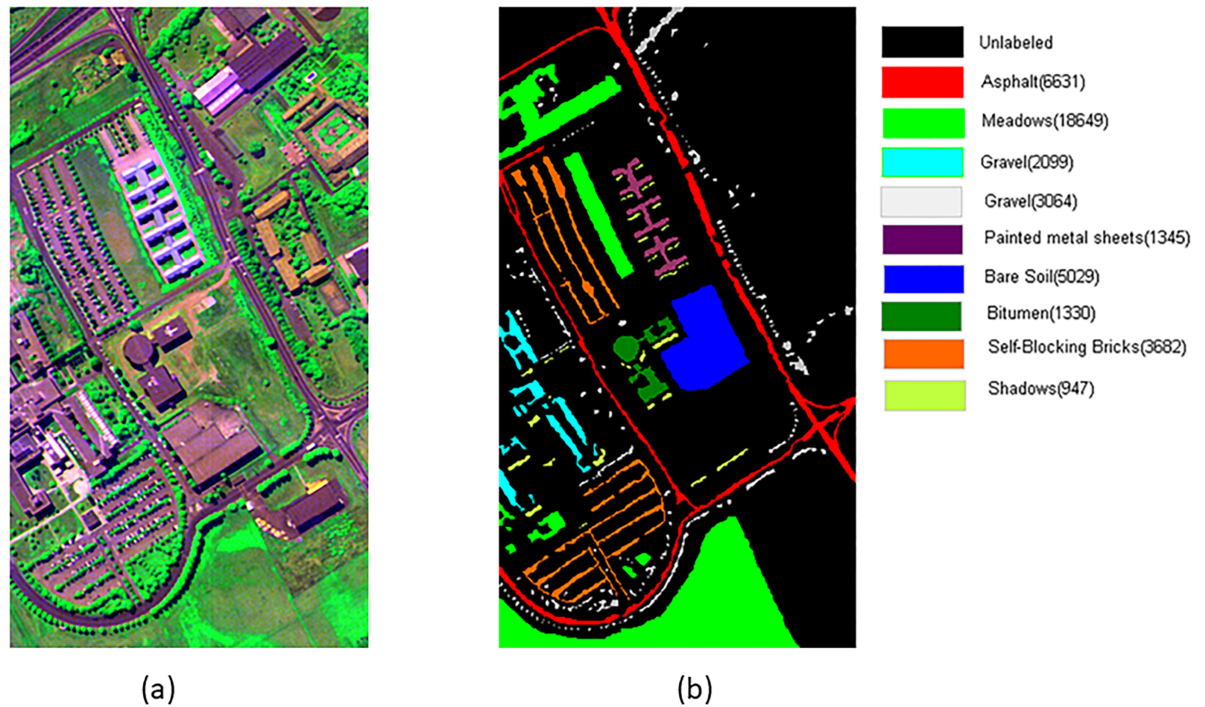 Unlabeled
Asphalt(6631)
Meadows(18649)
Gravel(2099)
Gravel(3064)
Painted metal sheets(1345)
Bare Soil(5029)
Bitumen(1330)
Self-Blocking Bricks(3682)
Shadows(947)
(a)
(b)